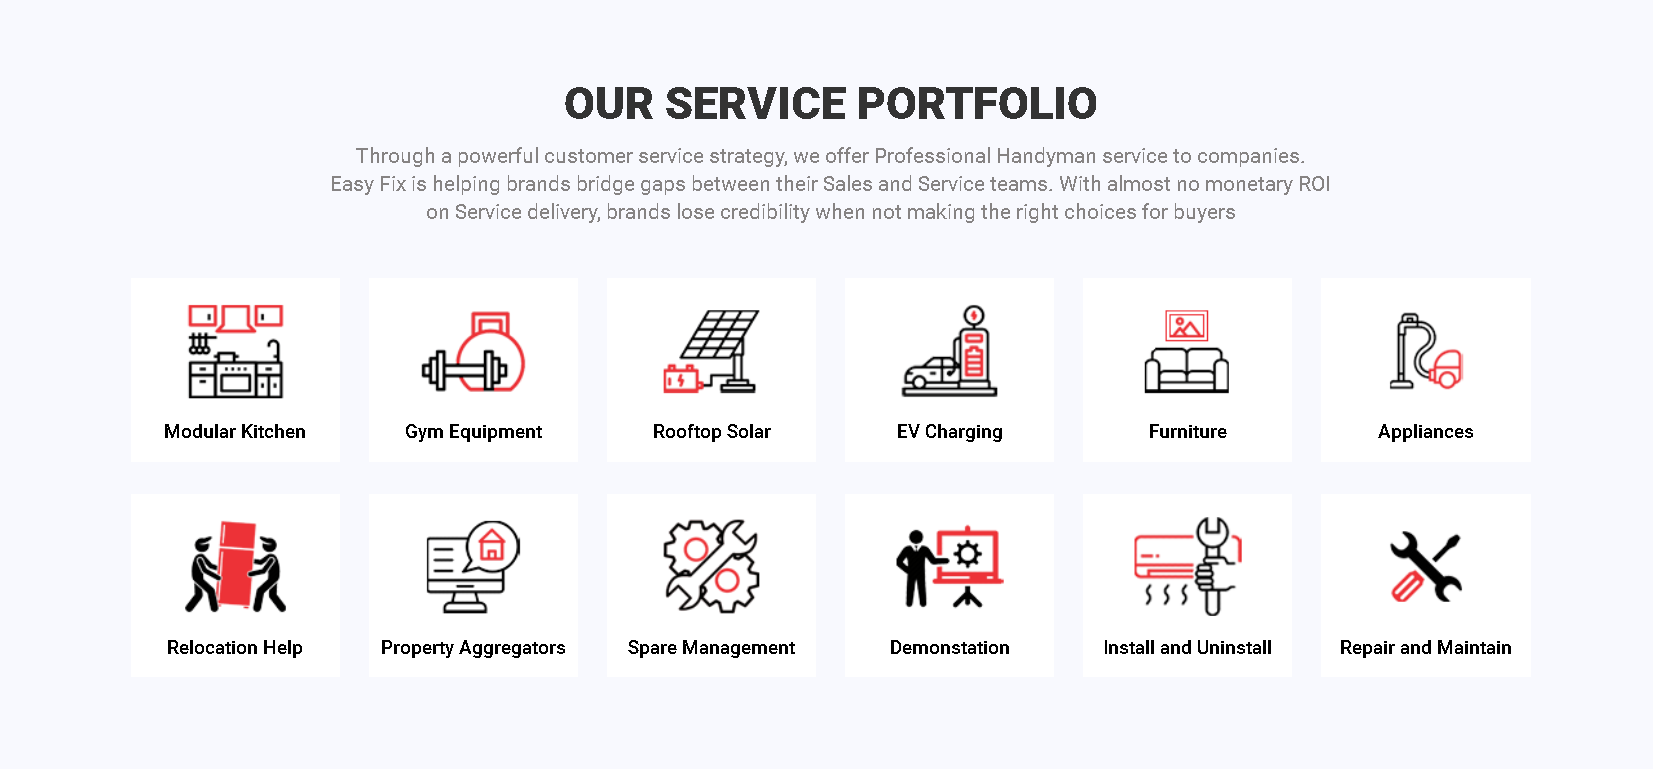 OUR SERVICE PORTFOLIO
Through a powerful customer service strategy, we offer Professional Handyman service to companies.
Easy Fix is helping brands bridge gaps between their Sales and Service teams. With almost no monetary ROI
on Service delivery, brands lose credibility when not making the right choices for buyers
Modular Kitchen
Gym Equipment
Rooftop Solar
EV Charging
Furniture
Appliances
Relocation Help
Property Aggregators
Spare Management
Demonstation
Install and Uninstall
Repair and Maintain